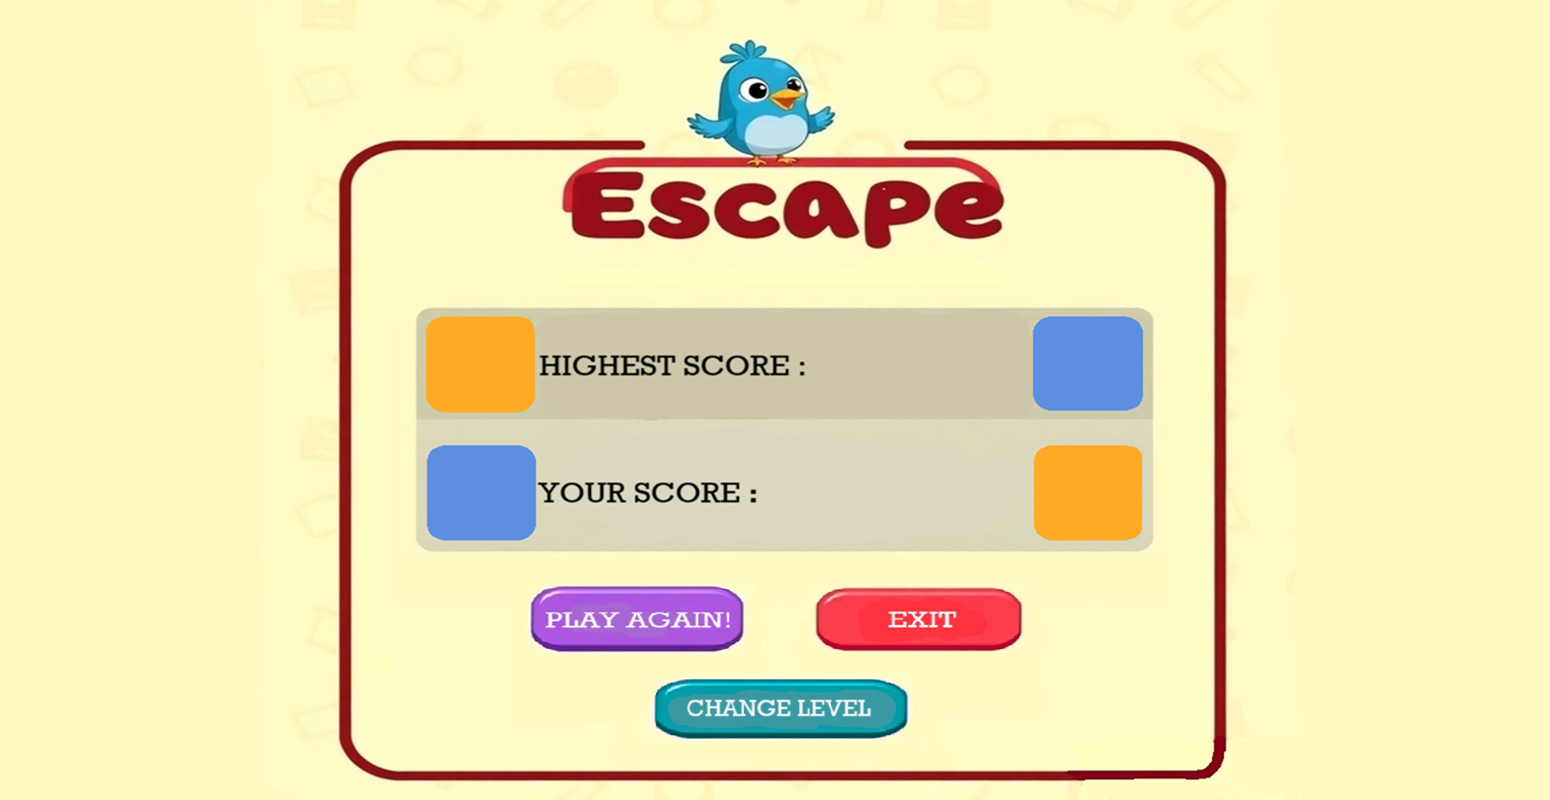 Escape
HIGHEST SCORE :
YOUR SCORE :
PLAY AGAIN!
EXIT
CHANGE LEVEL